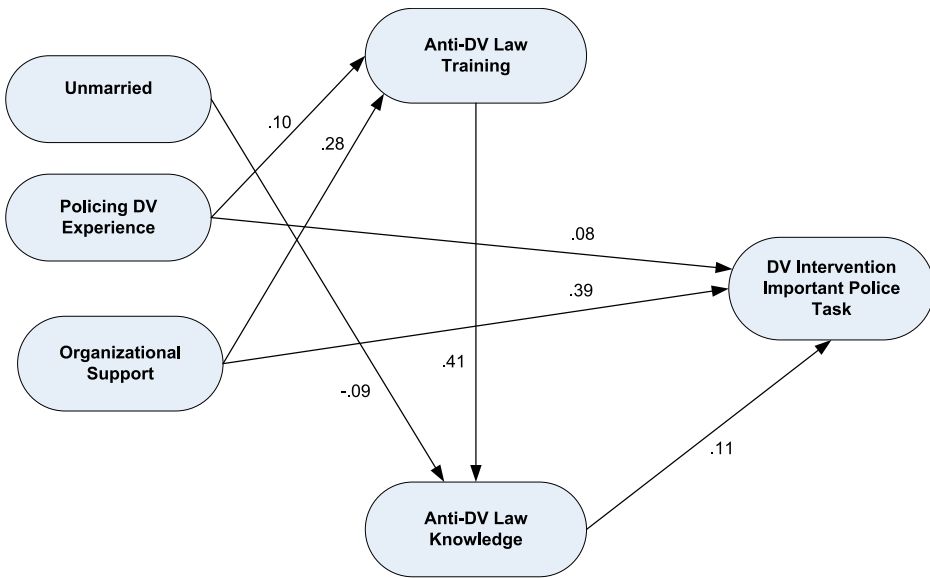 Anti-DV Law
Training
Unmarried
.10
.28
Policing DV
Experience
.08
DV Intervention
Important Police
Task
.39
Organizational
Support
.41
-.09
.11
Anti-DV Law
Knowledge